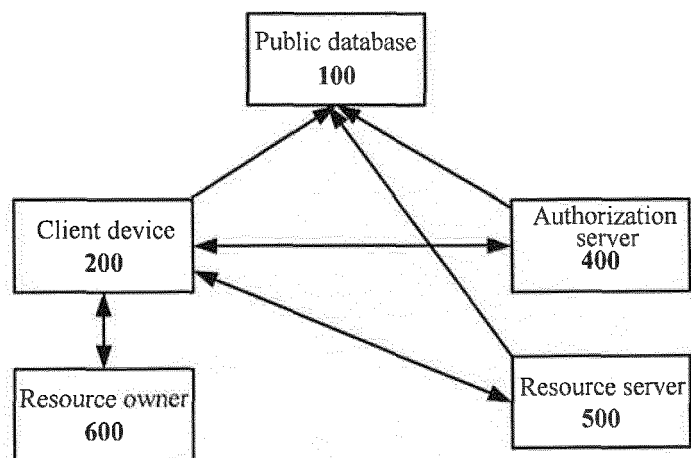 Public database
100
Client device
200
Authorization
server
400
Resource owner
600
Resource server
500